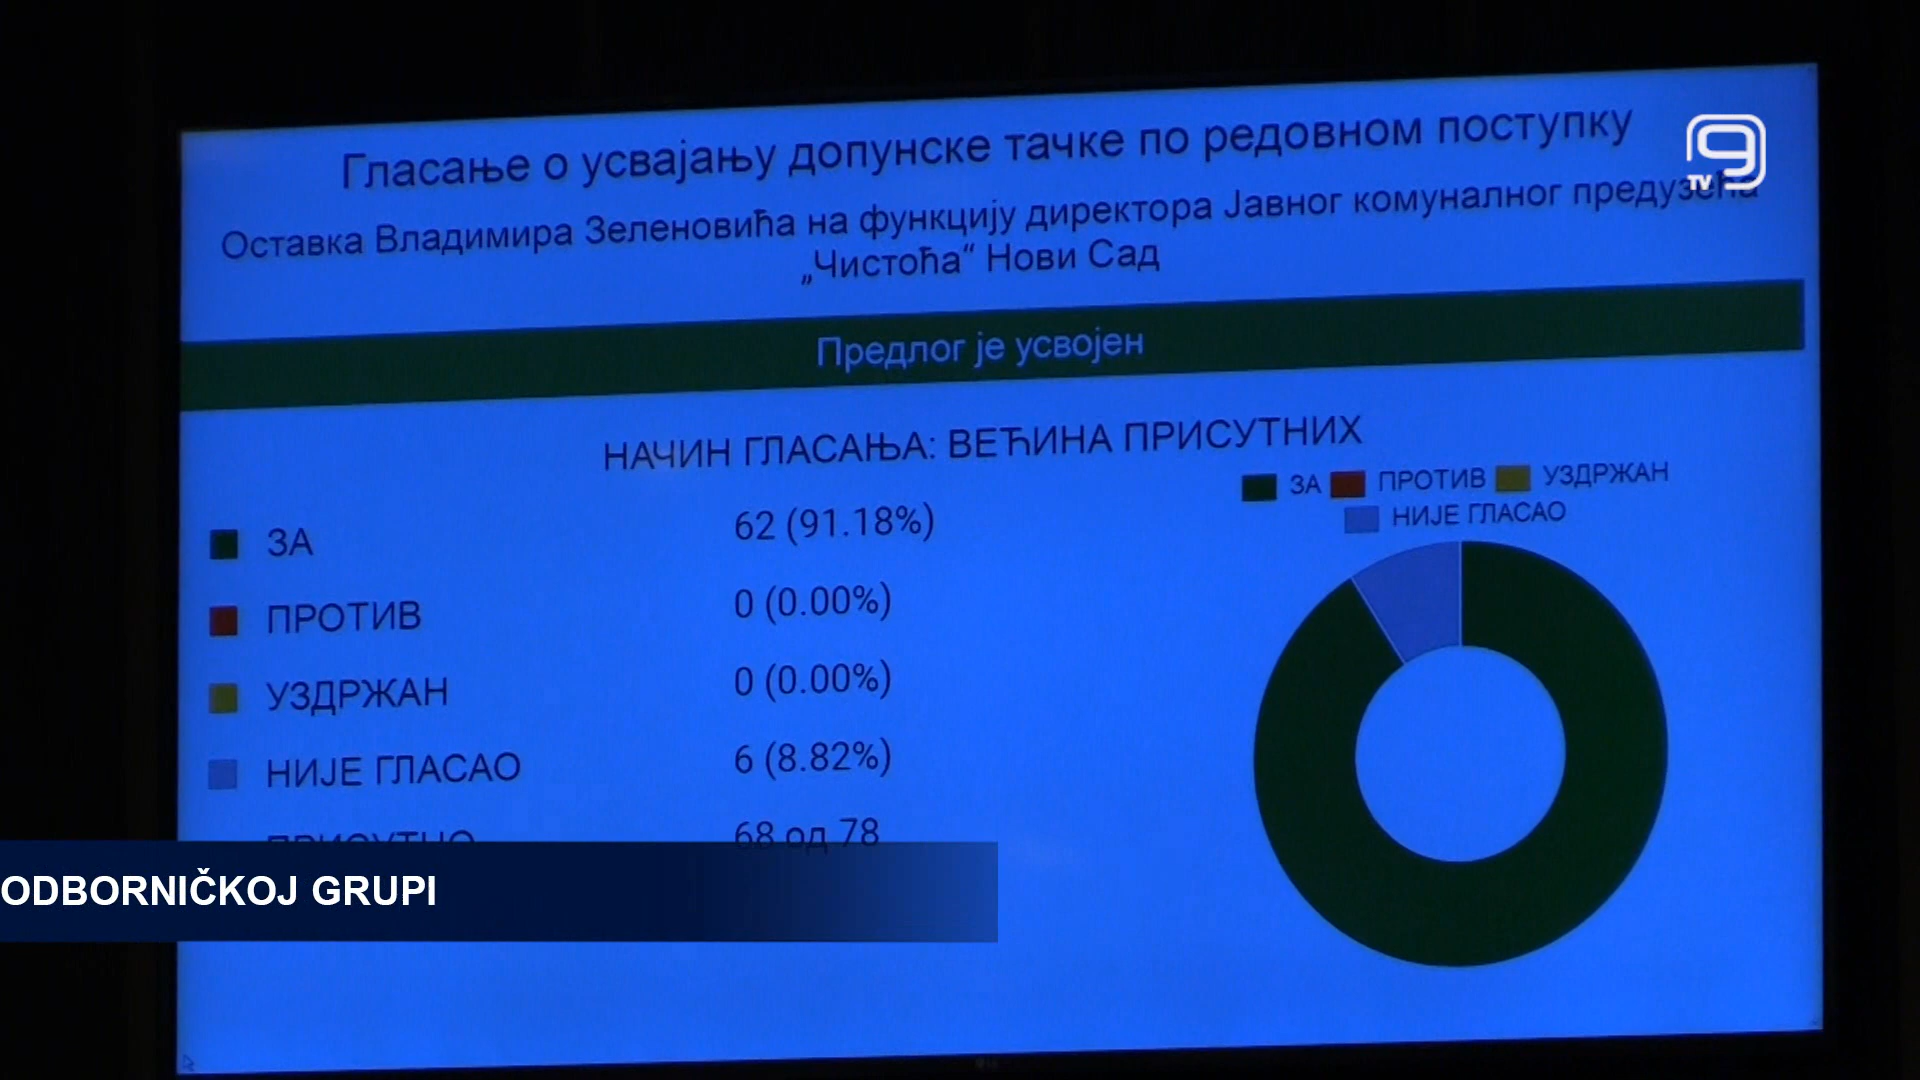 Гласање о усвајању допунске тачке по редовном поступку
Оставка Владимира Зеленовића на функцију директора Јавног комуналног предузећа
„Чистоћа“ Нови Сад
Предлог је усвојен
НАЧИН ГЛАСАЊА: ВЕЋИНА ПРИСУТНИХ
ЗА 62 (91.18%)
ПРОТИВ 0 (0.00%)
УЗДРЖАН 0 (0.00%)
НИЈЕ ГЛАСАО 6 (8.82%)
ПРИСУТНО 68 од 78
ЗА ПРОТИВ УЗДРЖАН
НИЈЕ ГЛАСАО
9 TV
ODBORNIČKOJ GRUPI